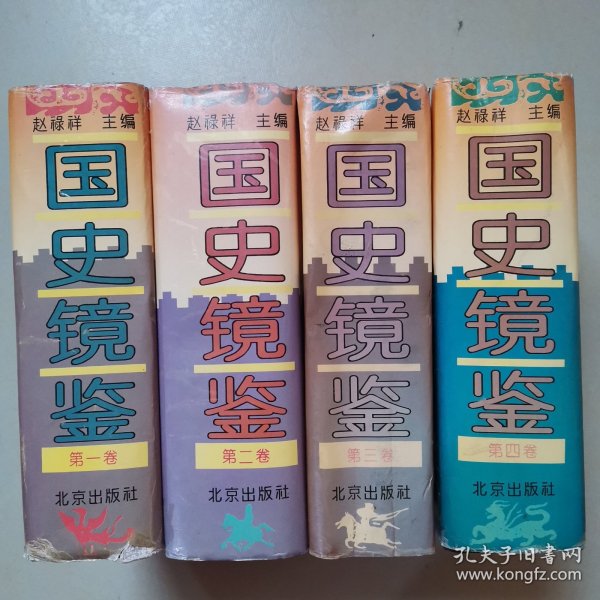 赵禄祥 主编
国史镜鉴
第一卷
北京出版社
赵禄祥 主编
国史镜鉴
第二卷
北京出版社
赵禄祥 主编
国史镜鉴
第三卷
北京出版社
赵禄祥 主编
国史镜鉴
第四卷
北京出版社
孔夫子旧書网
www.kongfz.com